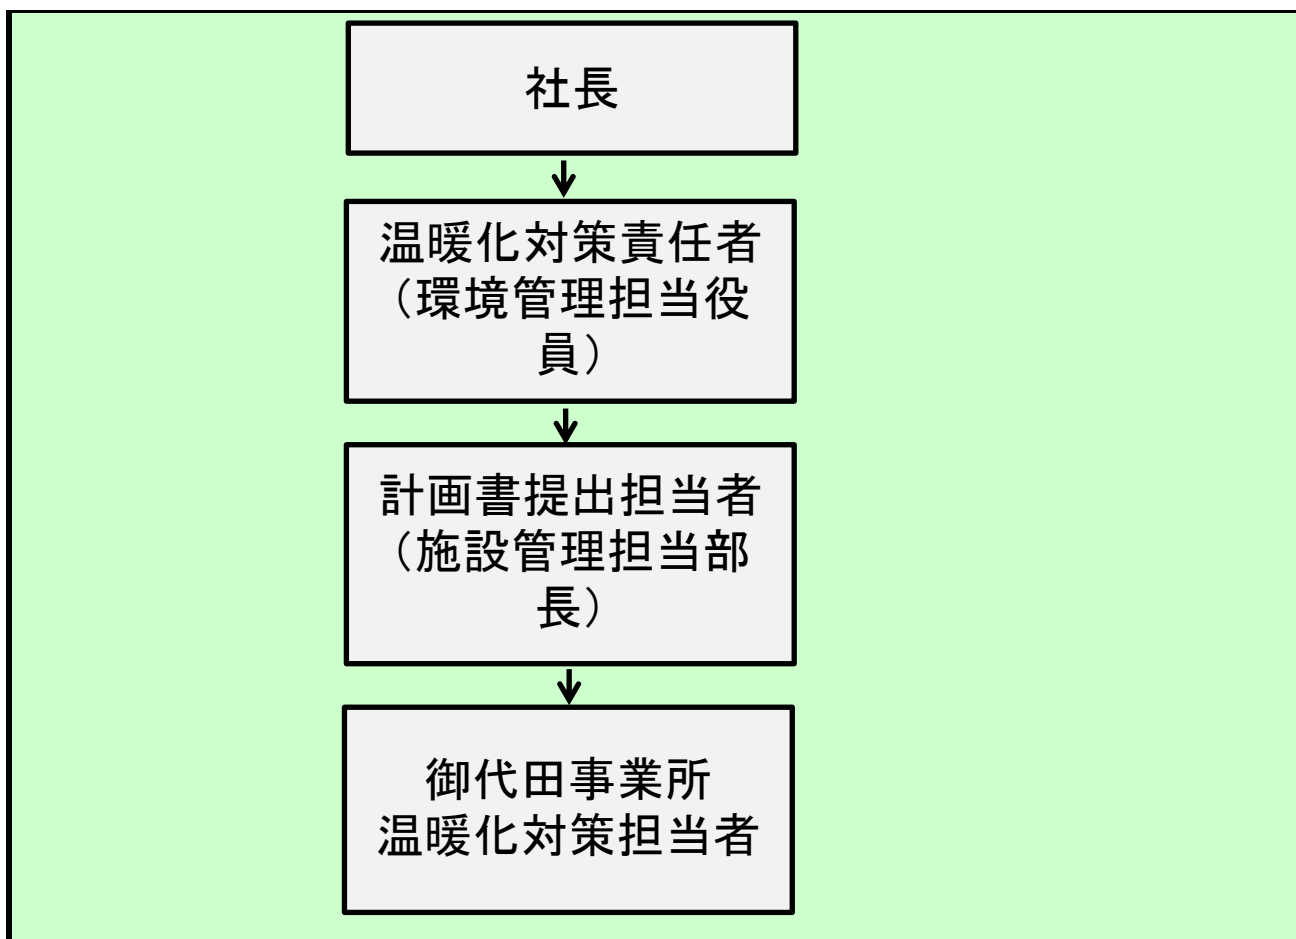 社長
温暖化対策責任者
（環境管理担当役
員）
計画書提出担当者
（施設管理担当部
長）
御代田事業所
温暖化対策担当者